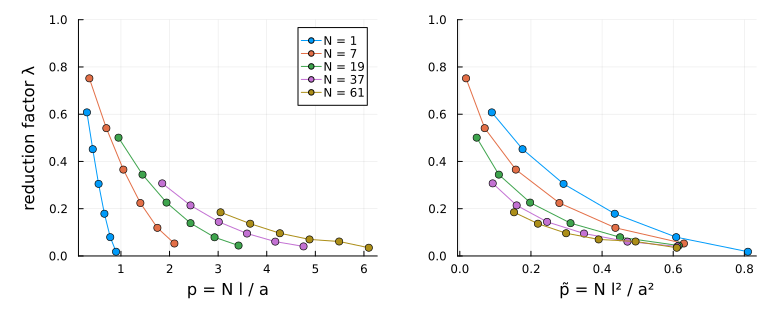 reduction factor λ
1.0
0.8
0.6
0.4
0.2
0.0
1 2 3 4 5 6
p = N l / a
N = 1
N = 7
N = 19
N = 37
N = 61
1.0
0.8
0.6
0.4
0.2
0.0
0.0 0.2 0.4 0.6 0.8
p̃ = N l² / a²